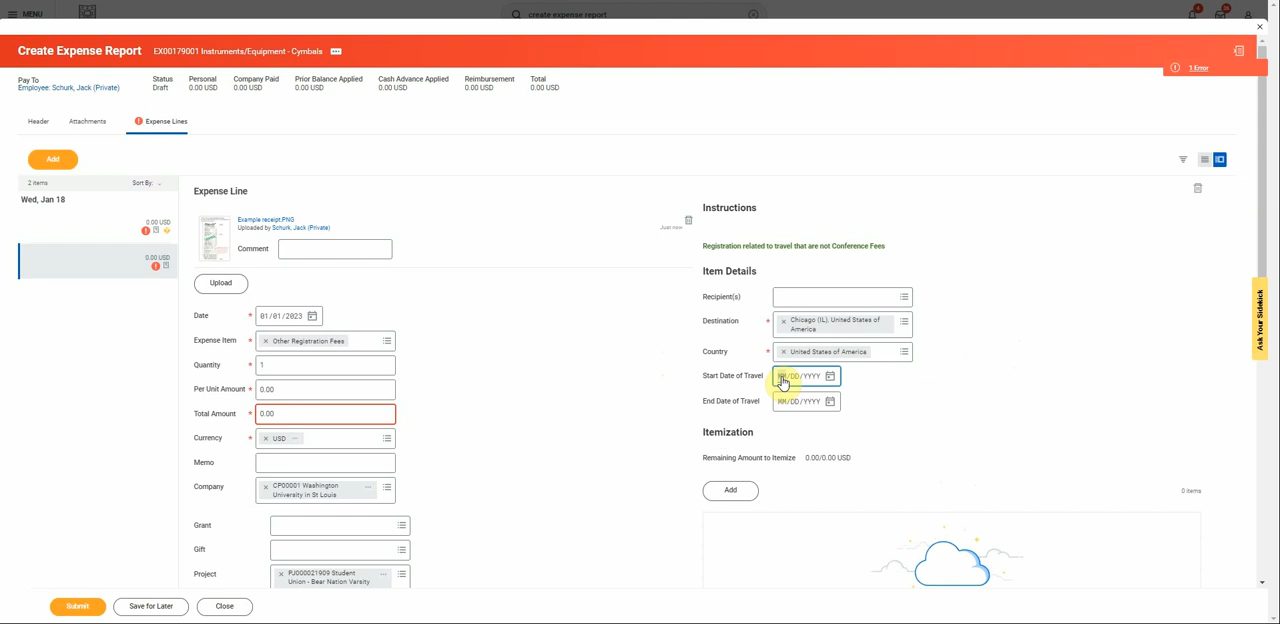 MENU
create expense report
Create Expense Report EX00179001 Instruments/Equipment - Cymbals
1 Error
Pay To
Employee: Schurk, Jack (Private)
Status
Draft
Personal
0.00 USD
Company Paid
0.00 USD
Prior Balance Applied
0.00 USD
Cash Advance Applied
0.00 USD
Reimbursement
0.00 USD
Total
0.00 USD
Header
Attachments
Expense Lines
Add
2 items
Sort By:
Wed, Jan 18
0.00 USD
0.00 USD
Expense Line
Example receipt.PNG
Uploaded by Schurk, Jack (Private)
Just now
Comment
Upload
Date * 01/01/2023
Expense Item * × Other Registration Fees
Quantity * 1
Per Unit Amount * 0.00
Total Amount * 0.00
Currency * × USD
Memo
Company × CP00001 Washington
University in St Louis
Grant
Gift
Project × PJ000021909 Student
Union - Bear Nation Varsity
Instructions
Registration related to travel that are not Conference Fees
Item Details
Recipient(s)
Destination * × Chicago (IL), United States of
America
Country * × United States of America
Start Date of Travel MM/DD/YYYY
End Date of Travel MM/DD/YYYY
Itemization
Remaining Amount to Itemize 0.00/0.00 USD
Add
0 items
Ask Your Sidekick
Submit
Save for Later
Close